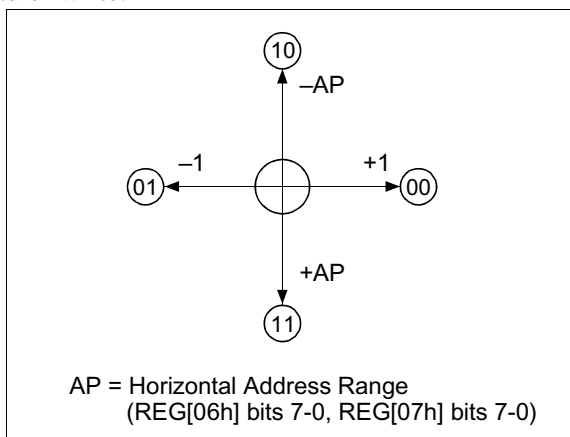 10
–AP
–1
+1
01
00
+AP
11
AP = Horizontal Address Range
(REG[06h] bits 7-0, REG[07h] bits 7-0)